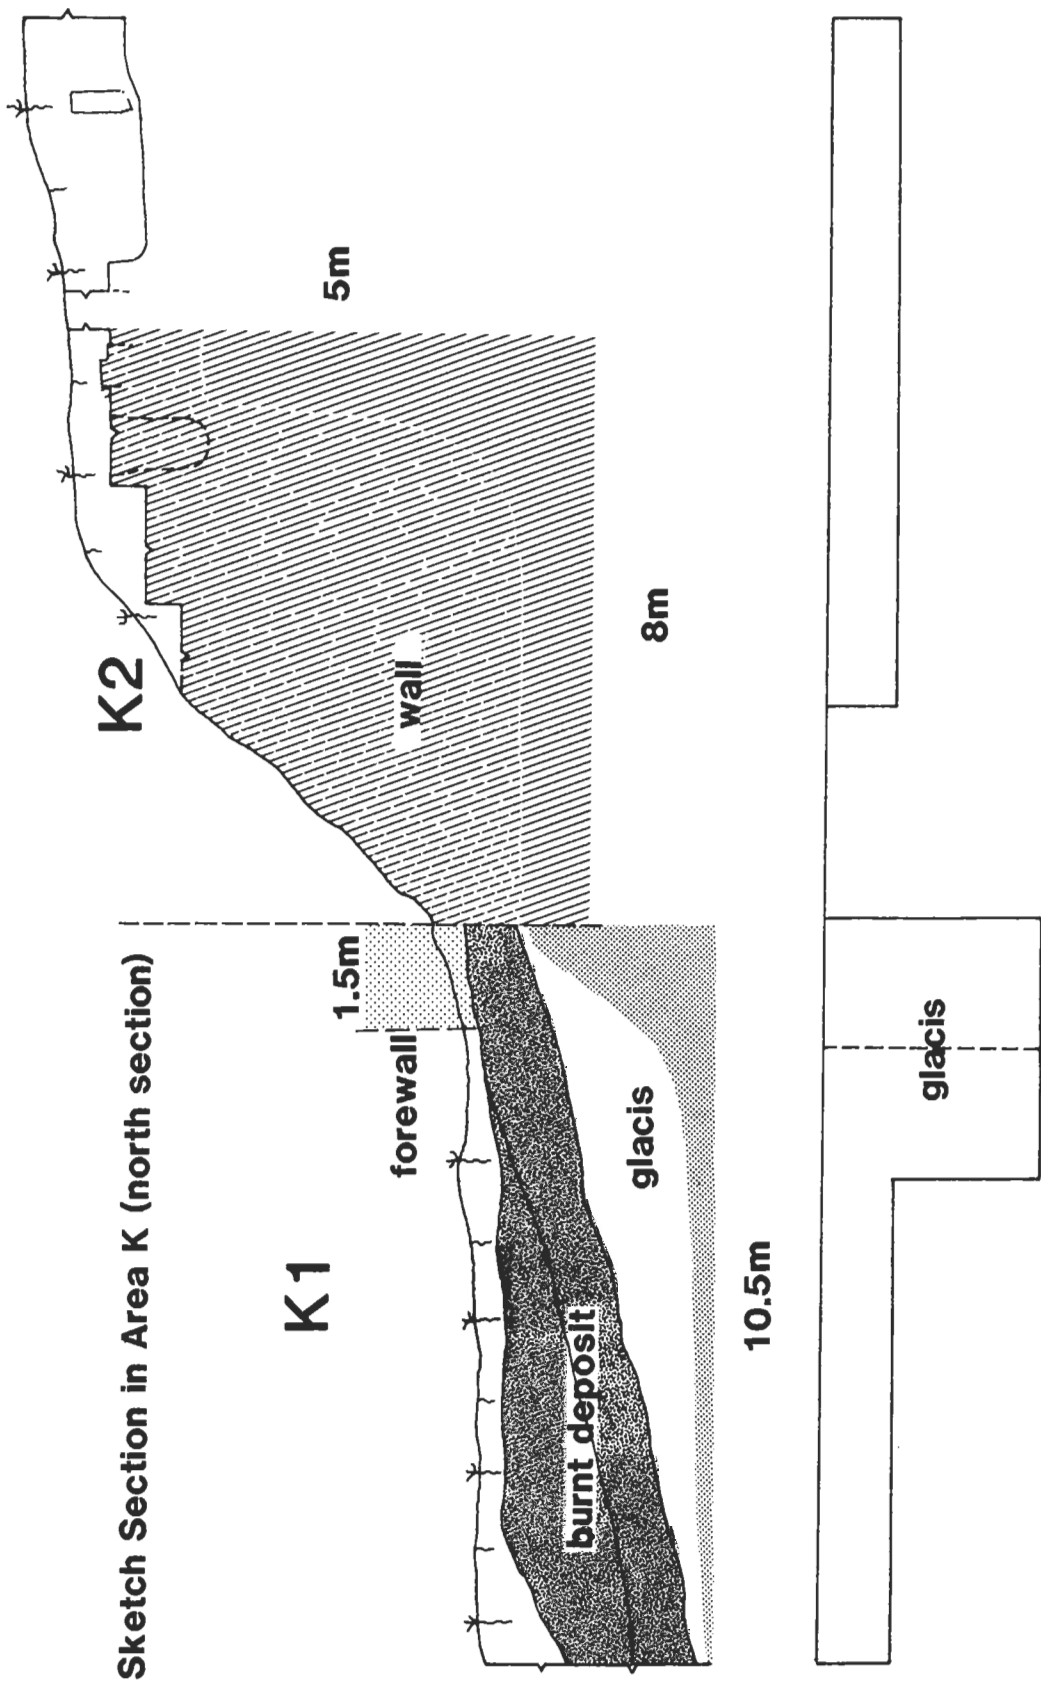 Sketch Section in Area K (north section)
K2
K1
1.5m
5m
forewall
wall
burnt deposit
glacis
8m
10.5m
glacis